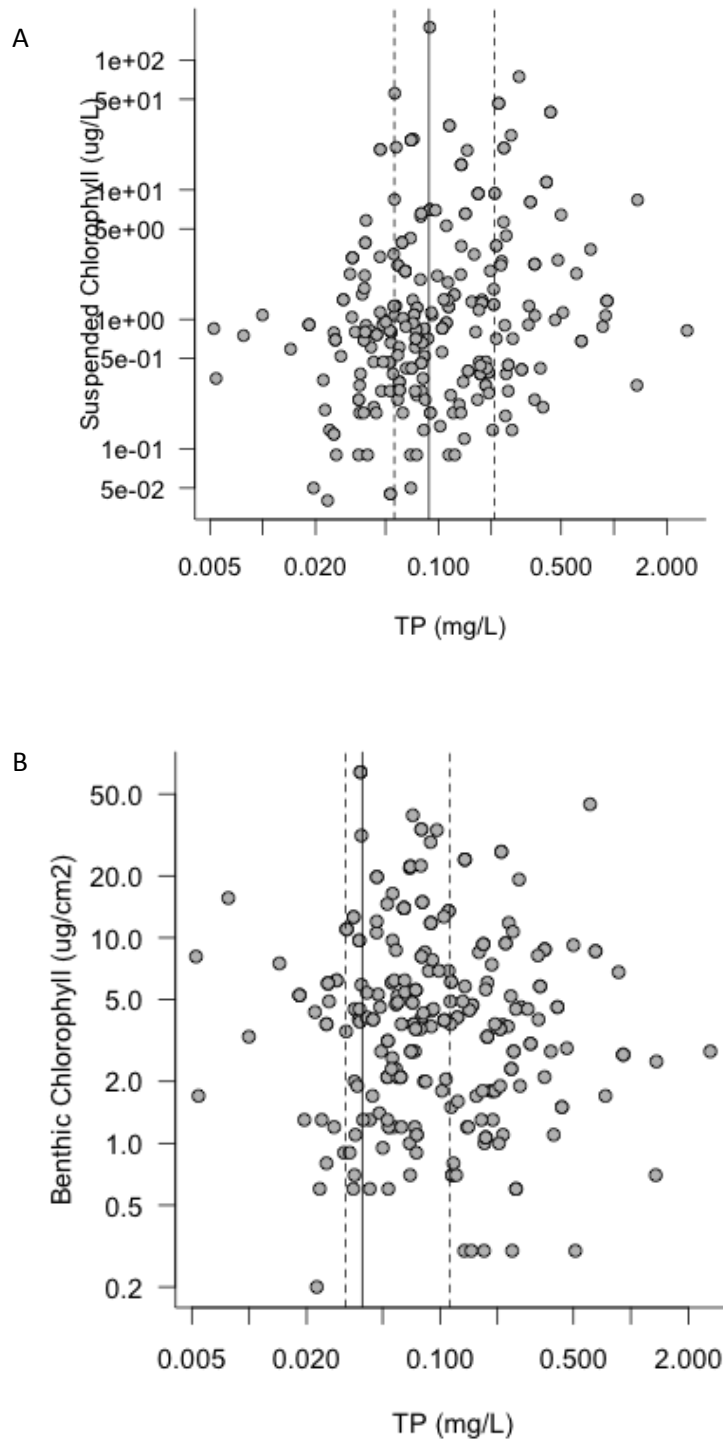 A
Suspended Chlorophyll (ug/L)
1e+02
5e+01
1e+01
5e+00
1e+00
5e-01
1e-01
5e-02
0.005 0.020 0.100 0.500 2.000
TP (mg/L)
B
Benthic Chlorophyll (ug/cm2)
50.0
20.0
10.0
5.0
2.0
1.0
0.5
0.2
0.005 0.020 0.100 0.500 2.000
TP (mg/L)